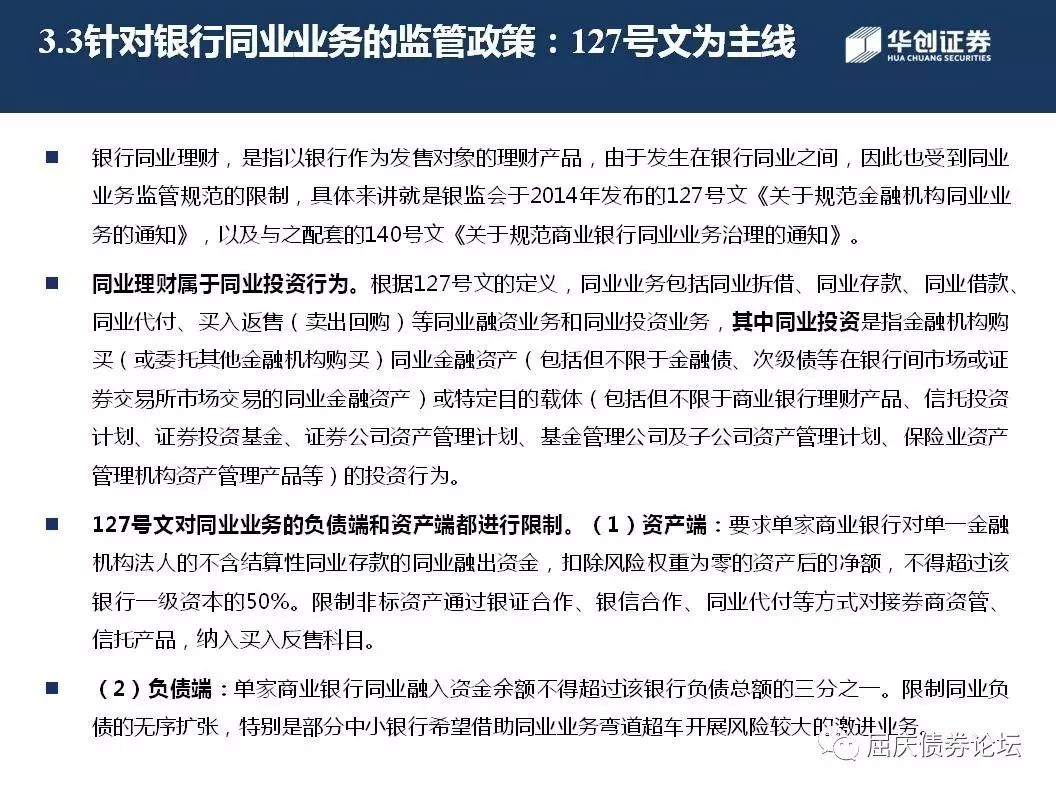 3.3针对银行同业业务的监管政策：127号文为主线
华创证券
HUA CHUANG SECURITIES
银行同业理财，是指以银行作为发售对象的理财产品，由于发生在银行同业之间，因此也受到同业
业务监管规范的限制，具体来讲就是银监会于2014年发布的127号文《关于规范金融机构同业业
务的通知》，以及与之配套的140号文《关于规范商业银行同业业务治理的通知》。
同业理财属于同业投资行为。根据127号文的定义，同业业务包括同业拆借、同业存款、同业借款、
同业代付、买入返售（卖出回购）等同业融资业务和同业投资业务，其中同业投资是指金融机构购
买（或委托其他金融机构购买）同业金融资产（包括但不限于金融债、次级债等在银行间市场或证
券交易所市场交易的同业金融资产）或特定目的载体（包括但不限于商业银行理财产品、信托投资
计划、证券投资基金、证券公司资产管理计划、基金管理公司及子公司资产管理计划、保险业资产
管理机构资产管理产品等）的投资行为。
127号文对同业业务的负债端和资产端都进行限制。（1）资产端：要求单家商业银行对单一金融
机构法人的不含结算性同业存款的同业融出资金，扣除风险权重为零的资产后的净额，不得超过该
银行一级资本的50%。限制非标资产通过银证合作、银信合作、同业代付等方式对接券商资管、
信托产品，纳入买入反售科目。
（2）负债端：单家商业银行同业融入资金余额不得超过该银行负债总额的三分之一。限制同业负
债的无序扩张，特别是部分中小银行希望借助同业业务弯道超车开展风险较大的激进业务。
屈庆债券论坛